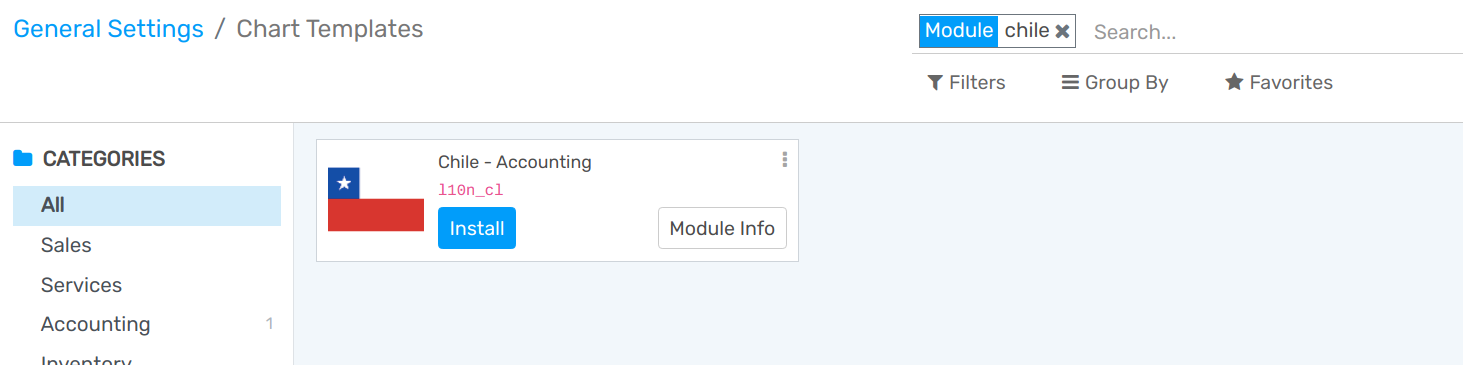 General Settings / Chart Templates
Module chile
Search...
Filters
Group By
Favorites
CATEGORIES
All
Sales
Services
Accounting 1
Inventory
Chile - Accounting
l10n_cl
Install
Module Info